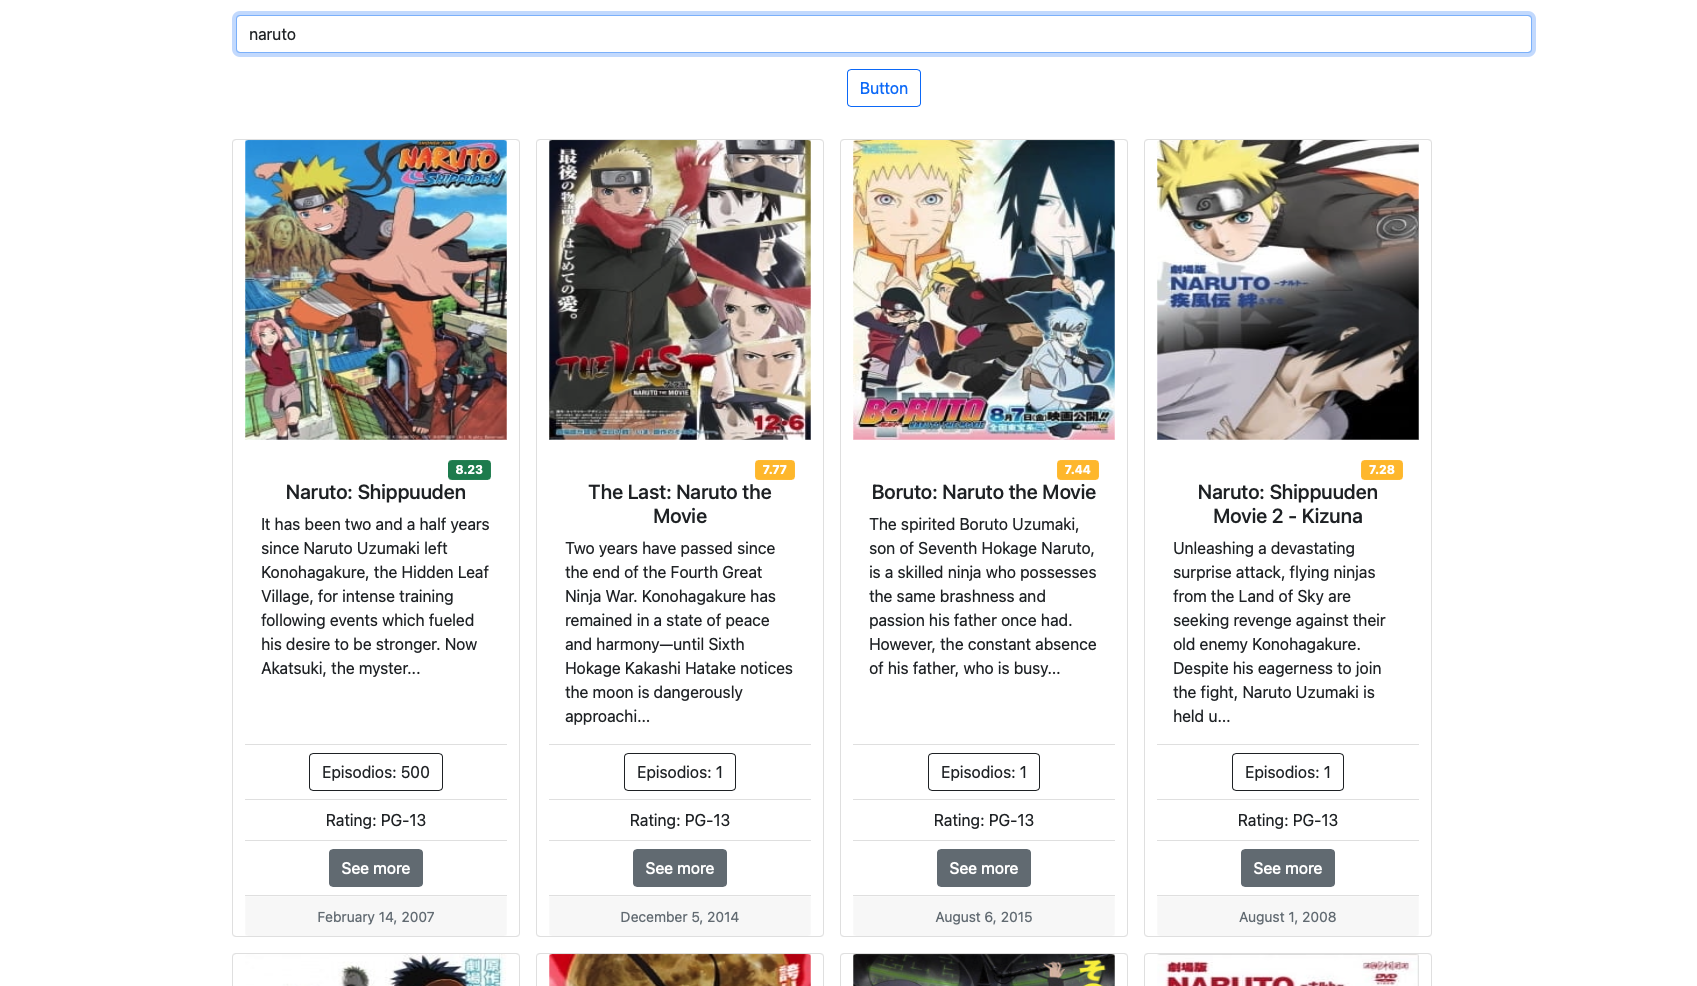 naruto
Button
NARUTO
SHIPPUDEN
最後の物語は、はじめての愛。
THE LAST
NARUTO THE MOVIE
12・6
BORUTO
NARUTO THE MOVIE
8月7日(金)映画公開!!
劇場版
NARUTO -ナルト-
疾風伝 絆
8.23
Naruto: Shippuuden
It has been two and a half years
since Naruto Uzumaki left
Konohagakure, the Hidden Leaf
Village, for intense training
following events which fueled
his desire to be stronger. Now
Akatsuki, the myster...
Episodios: 500
Rating: PG-13
See more
February 14, 2007
7.77
The Last: Naruto the
Movie
Two years have passed since
the end of the Fourth Great
Ninja War. Konohagakure has
remained in a state of peace
and harmony—until Sixth
Hokage Kakashi Hatake notices
the moon is dangerously
approachi...
Episodios: 1
Rating: PG-13
See more
December 5, 2014
7.44
Boruto: Naruto the Movie
The spirited Boruto Uzumaki,
son of Seventh Hokage Naruto,
is a skilled ninja who possesses
the same brashness and
passion his father once had.
However, the constant absence
of his father, who is busy...
Episodios: 1
Rating: PG-13
See more
August 6, 2015
7.28
Naruto: Shippuuden
Movie 2 - Kizuna
Unleashing a devastating
surprise attack, flying ninjas
from the Land of Sky are
seeking revenge against their
old enemy Konohagakure.
Despite his eagerness to join
the fight, Naruto Uzumaki is
held u...
Episodios: 1
Rating: PG-13
See more
August 1, 2008
劇場版
NARUTO -ナルト-
DVD